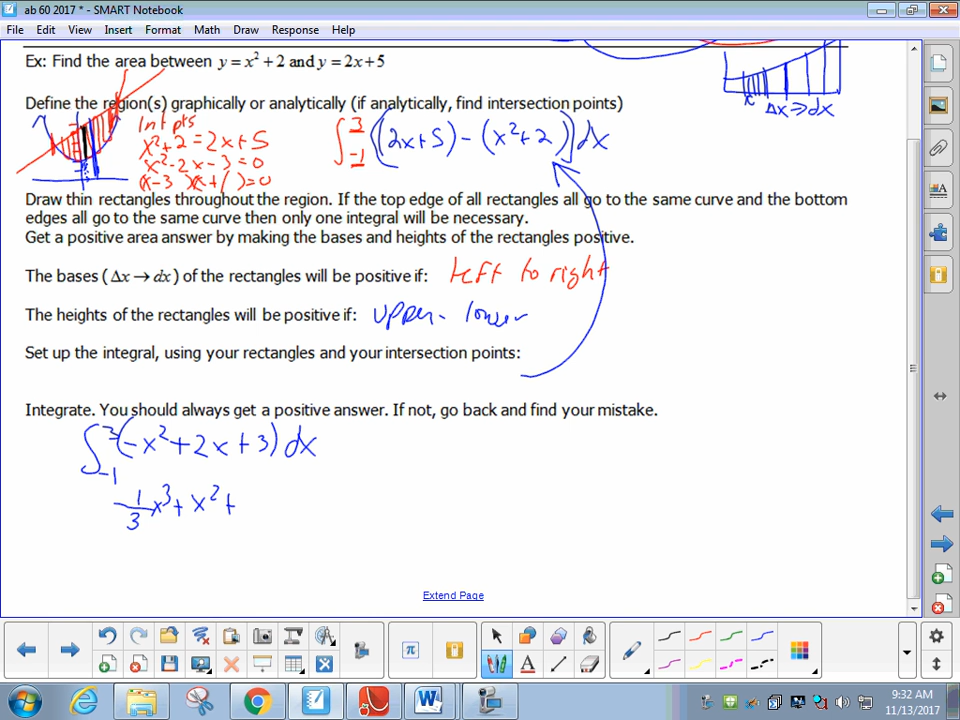 ab 60 2017 * - SMART Notebook
File Edit View Insert Format Math Draw Response Help
Ex: Find the area between y = x² + 2 and y = 2x + 5
Δx ⇒ dx
Define the region(s) graphically or analytically (if analytically, find intersection points)
Int pts
x² + 2 = 2x + 5
x² - 2x - 3 = 0
(x - 3)(x + 1) = 0
∫₋₁³ [(2x + 5) - (x² + 2)] dx
Draw thin rectangles throughout the region. If the top edge of all rectangles all go to the same curve and the bottom
edges all go to the same curve then only one integral will be necessary.
Get a positive area answer by making the bases and heights of the rectangles positive.
The bases (Δx → dx) of the rectangles will be positive if: left to right
The heights of the rectangles will be positive if: upper - lower
Set up the integral, using your rectangles and your intersection points:
Integrate. You should always get a positive answer. If not, go back and find your mistake.
∫₋₁³ (-x² + 2x + 3) dx
-1/3 x³ + x² +
Extend Page
9:32 AM
11/13/2017